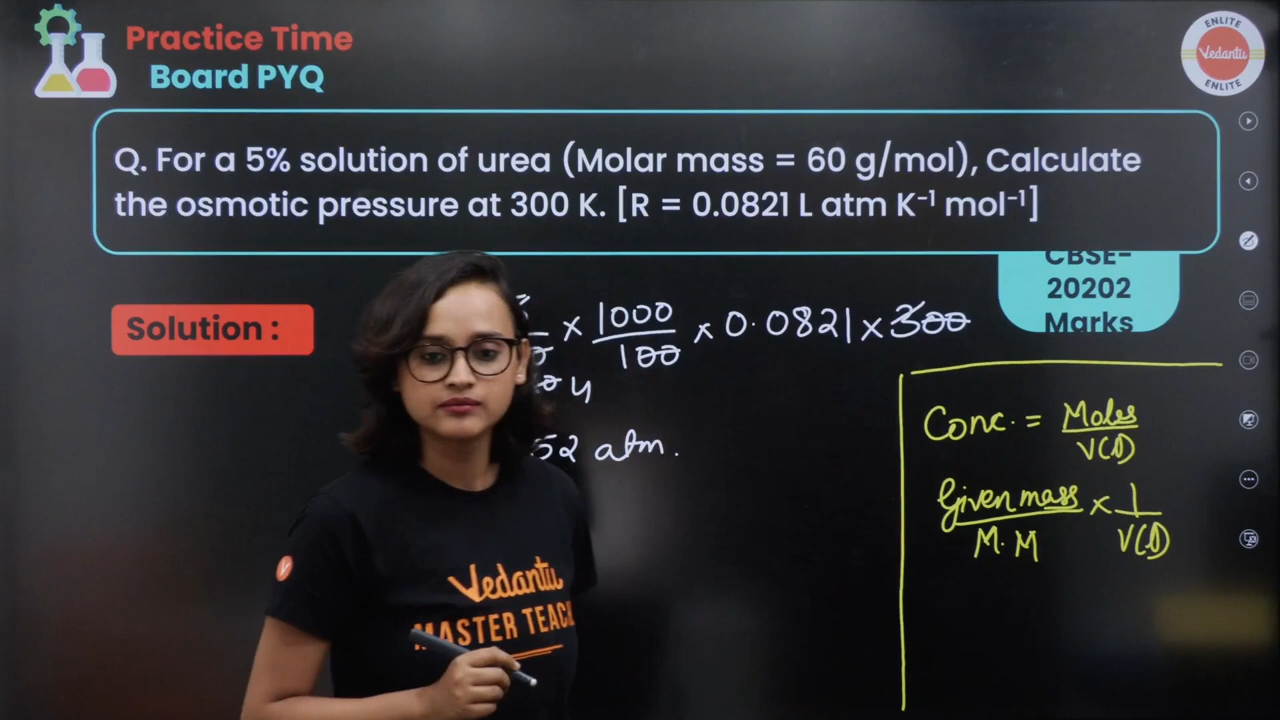 Practice Time
Board PYQ
ENLITE
Vedantu
ENLITE
Q. For a 5% solution of urea (Molar mass = 60 g/mol), Calculate
the osmotic pressure at 300 K. [R = 0.0821 L atm K⁻¹ mol⁻¹]
CBSE-
20202
Marks
Solution :
× 1000/100 × 0.0821 × 300
4
52 atm.
Conc. = Moles/V(l)
Given mass/M.M × 1/V(l)
Vedantu
MASTER TEAC